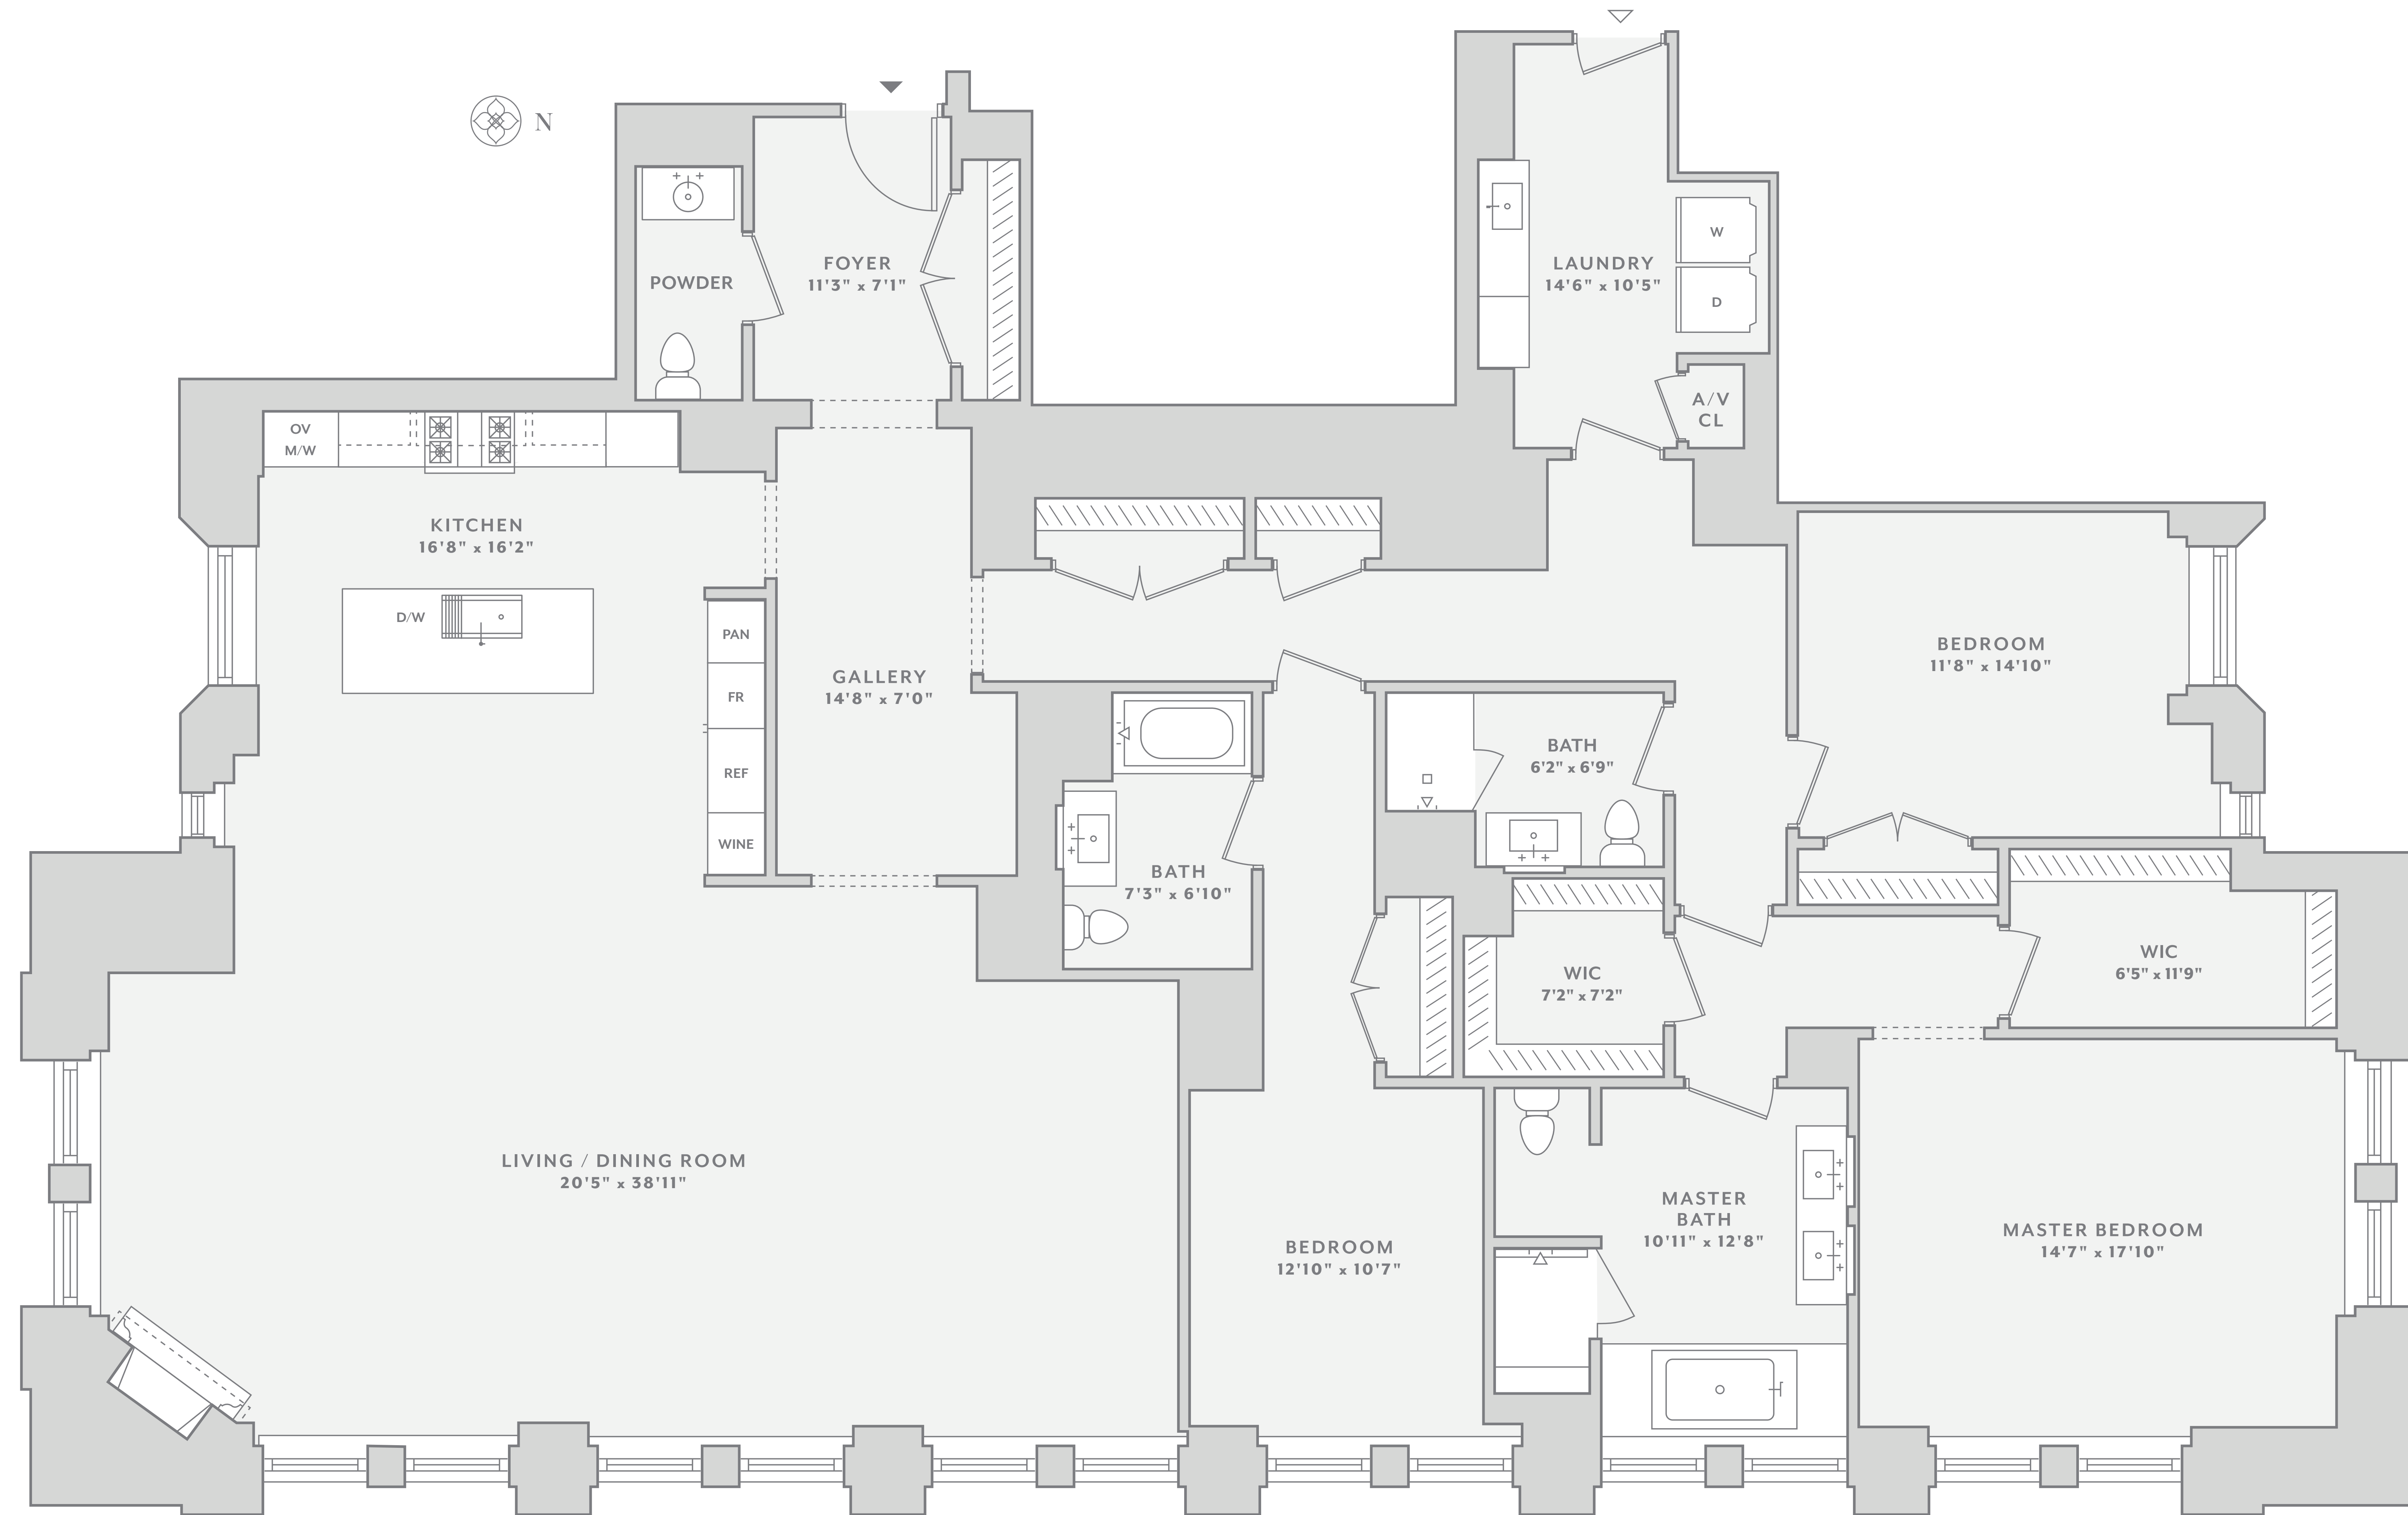 N
POWDER
FOYER
11'3" x 7'1"
LAUNDRY
14'6" x 10'5"
W
D
A/V
CL
OV
M/W
KITCHEN
16'8" x 16'2"
D/W
PAN
FR
REF
WINE
GALLERY
14'8" x 7'0"
BEDROOM
11'8" x 14'10"
BATH
6'2" x 6'9"
BATH
7'3" x 6'10"
WIC
7'2" x 7'2"
WIC
6'5" x 11'9"
LIVING / DINING ROOM
20'5" x 38'11"
BEDROOM
12'10" x 10'7"
MASTER
BATH
10'11" x 12'8"
MASTER BEDROOM
14'7" x 17'10"